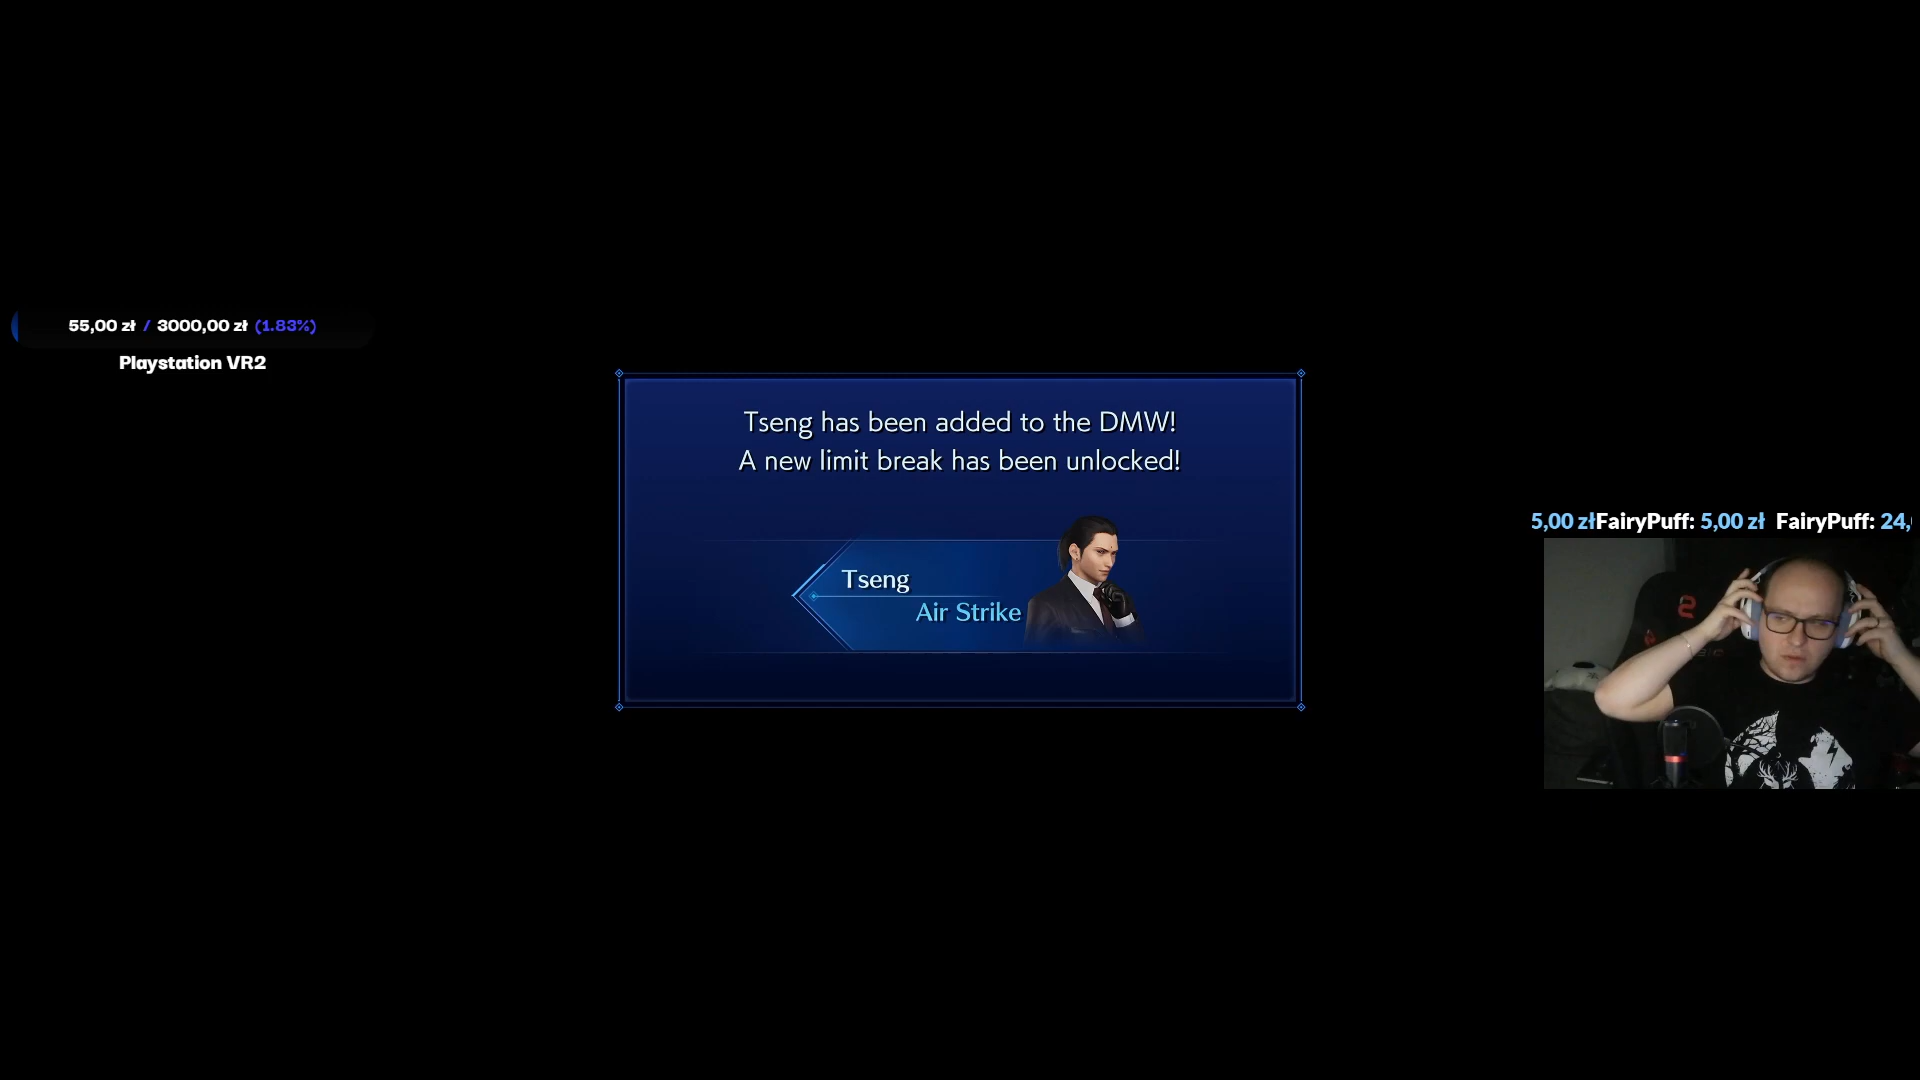 55,00 zł / 3000,00 zł (1.83%)
Playstation VR2
Tseng has been added to the DMW!
A new limit break has been unlocked!
Tseng
Air Strike
5,00 złFairyPuff: 5,00 zł FairyPuff: 24,